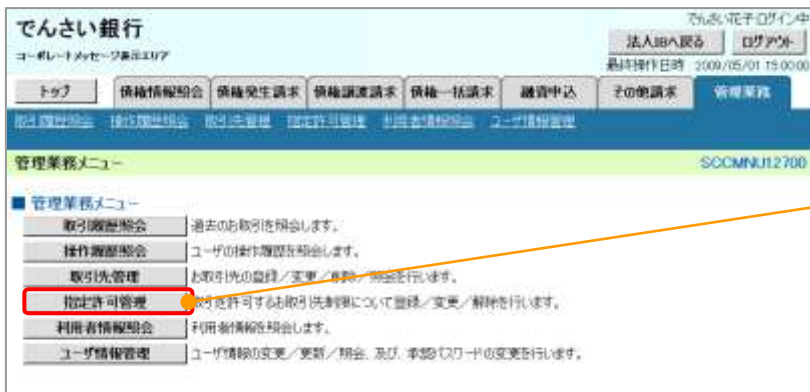 でんさい銀行
コーポレートメッセージ表示エリア
でんさい花子ログイン中
法人IBへ戻る ログアウト
最終操作日時 2009/05/01 15:00:00
トップ 債権情報照会 債権発生請求 債権譲渡請求 債権一括請求 融資申込 その他請求 管理業務
取引履歴照会 操作履歴照会 取引先管理 指定許可管理 利用者情報照会 ユーザ情報管理
管理業務メニュー SCCMNU12700
■ 管理業務メニュー
取引履歴照会 過去のお取引を照会します。
操作履歴照会 ユーザの操作履歴を照会します。
取引先管理 お取引先の登録/変更/削除/照会を行います。
指定許可管理 取引を許可するお取引先制限について登録/変更/解除を行います。
利用者情報照会 利用者情報を照会します。
ユーザ情報管理 ユーザ情報の変更/更新/照会、及び、承認パスワードの変更を行います。